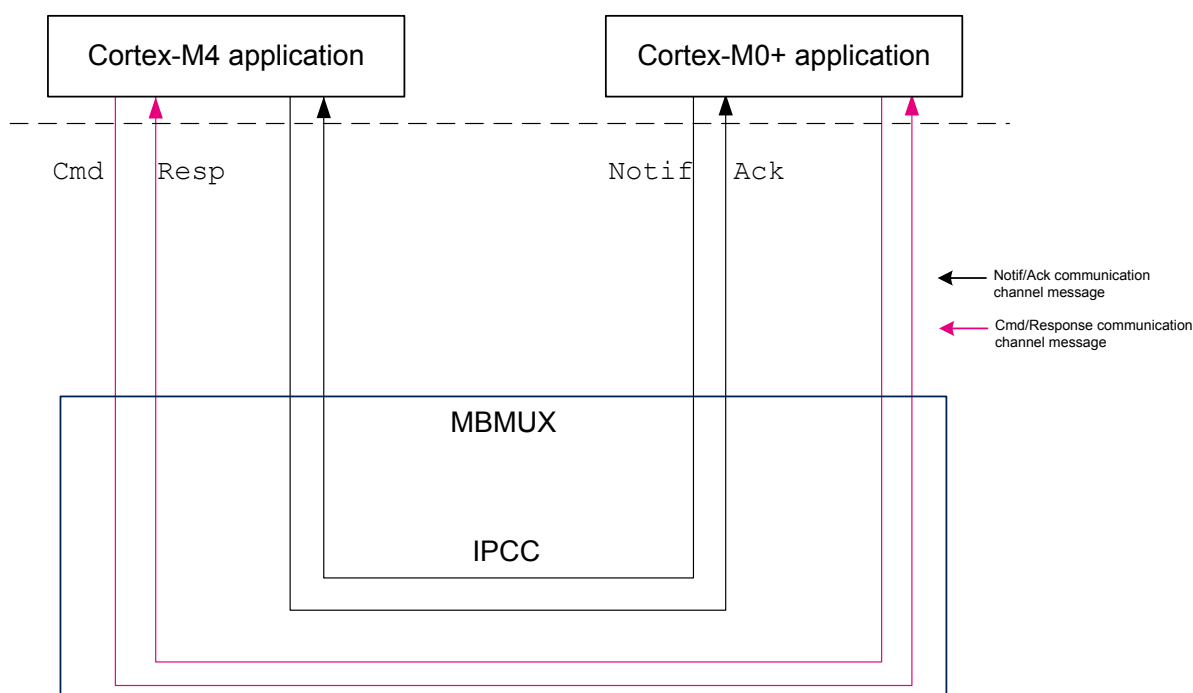 Cortex-M4 application
Cortex-M0+ application
Cmd
Resp
Notif
Ack
Notif/Ack communication
channel message
Cmd/Response communication
channel message
MBMUX
IPCC